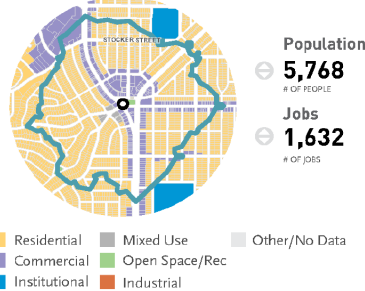 STOCKER STREET
Population
5,768
# OF PEOPLE
Jobs
1,632
# OF JOBS
Residential
Mixed Use
Other/No Data
Commercial
Open Space/Rec
Institutional
Industrial